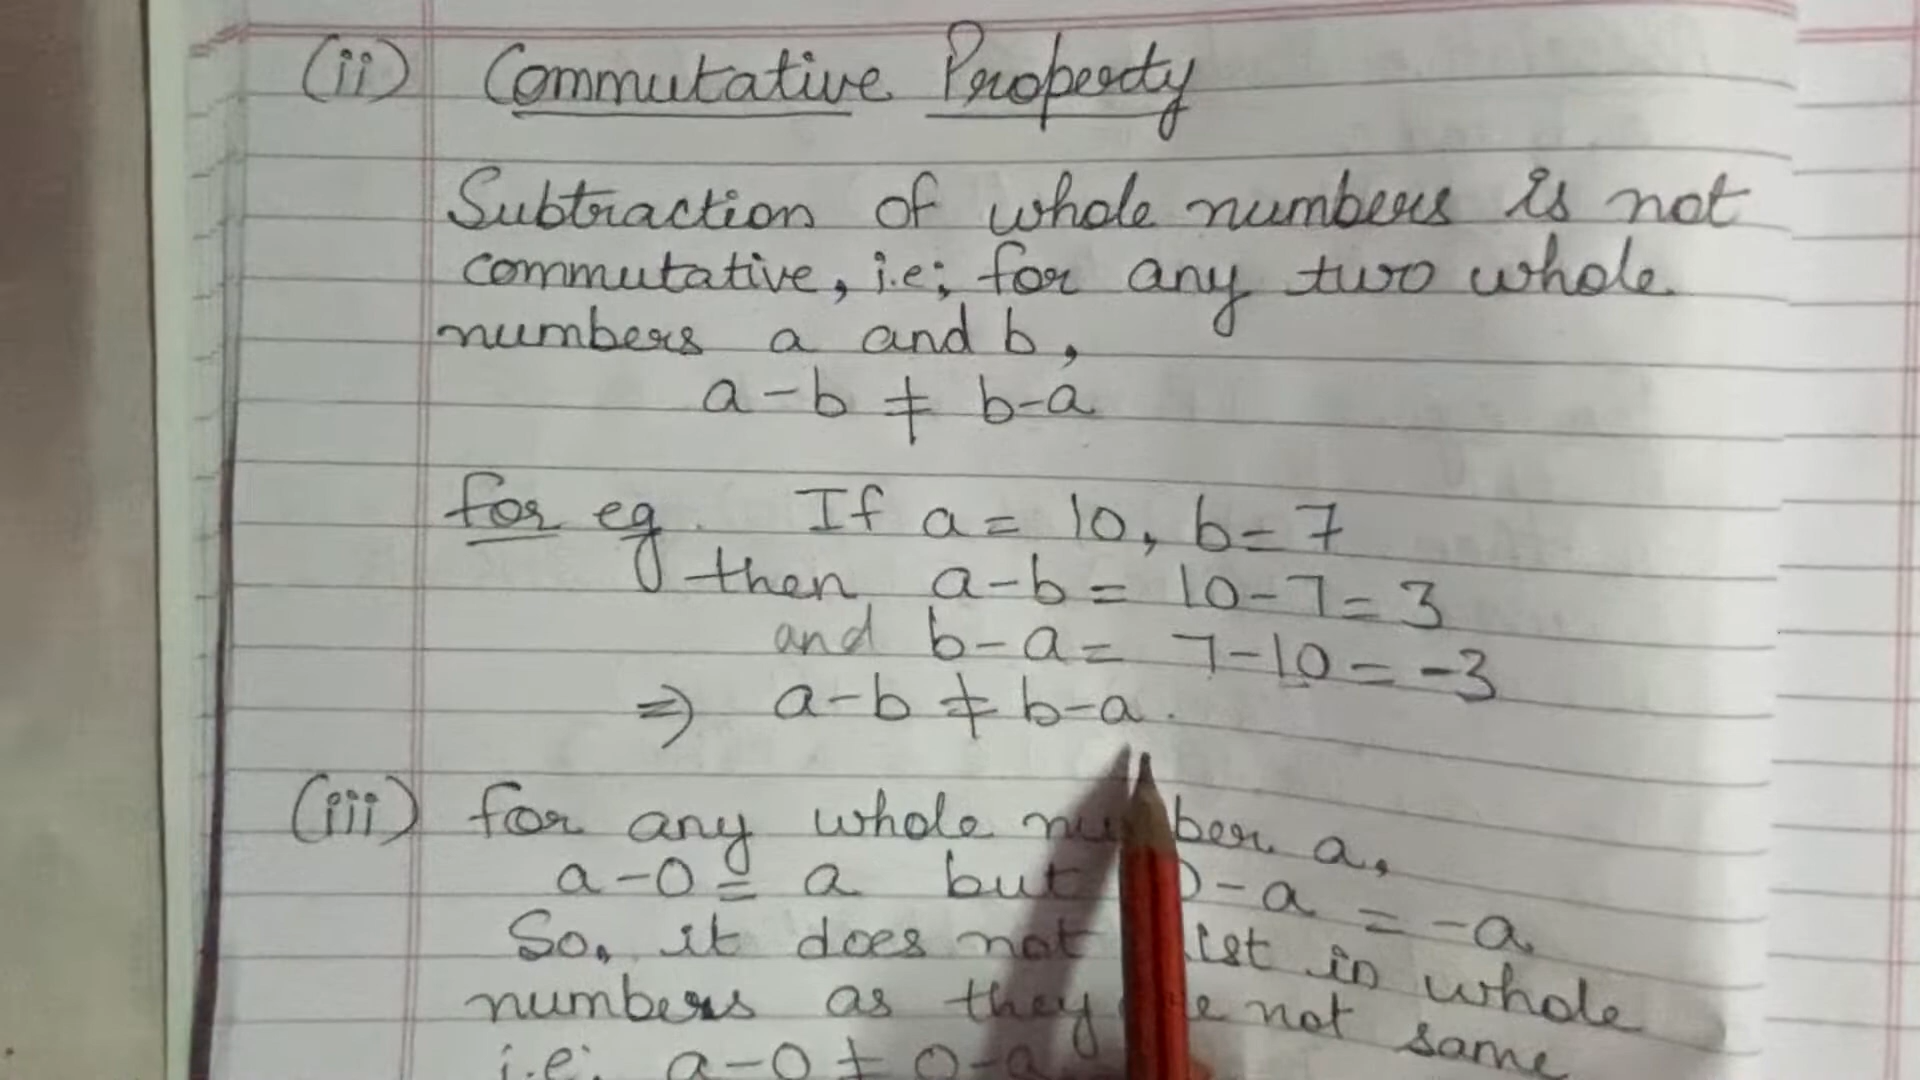 (ii) Commutative Property
Subtraction of whole numbers is not
commutative, i.e; for any two whole
numbers a and b,
a-b ≠ b-a
for eg. If a = 10, b = 7
then a-b = 10-7 = 3
and b-a = 7-10 = -3
⇒ a-b ≠ b-a.
(iii) for any whole a,
a-0 = a but -a = -a
So, it does not in whole
numbers as they not same
i.e; a-0 ≠ 0-a